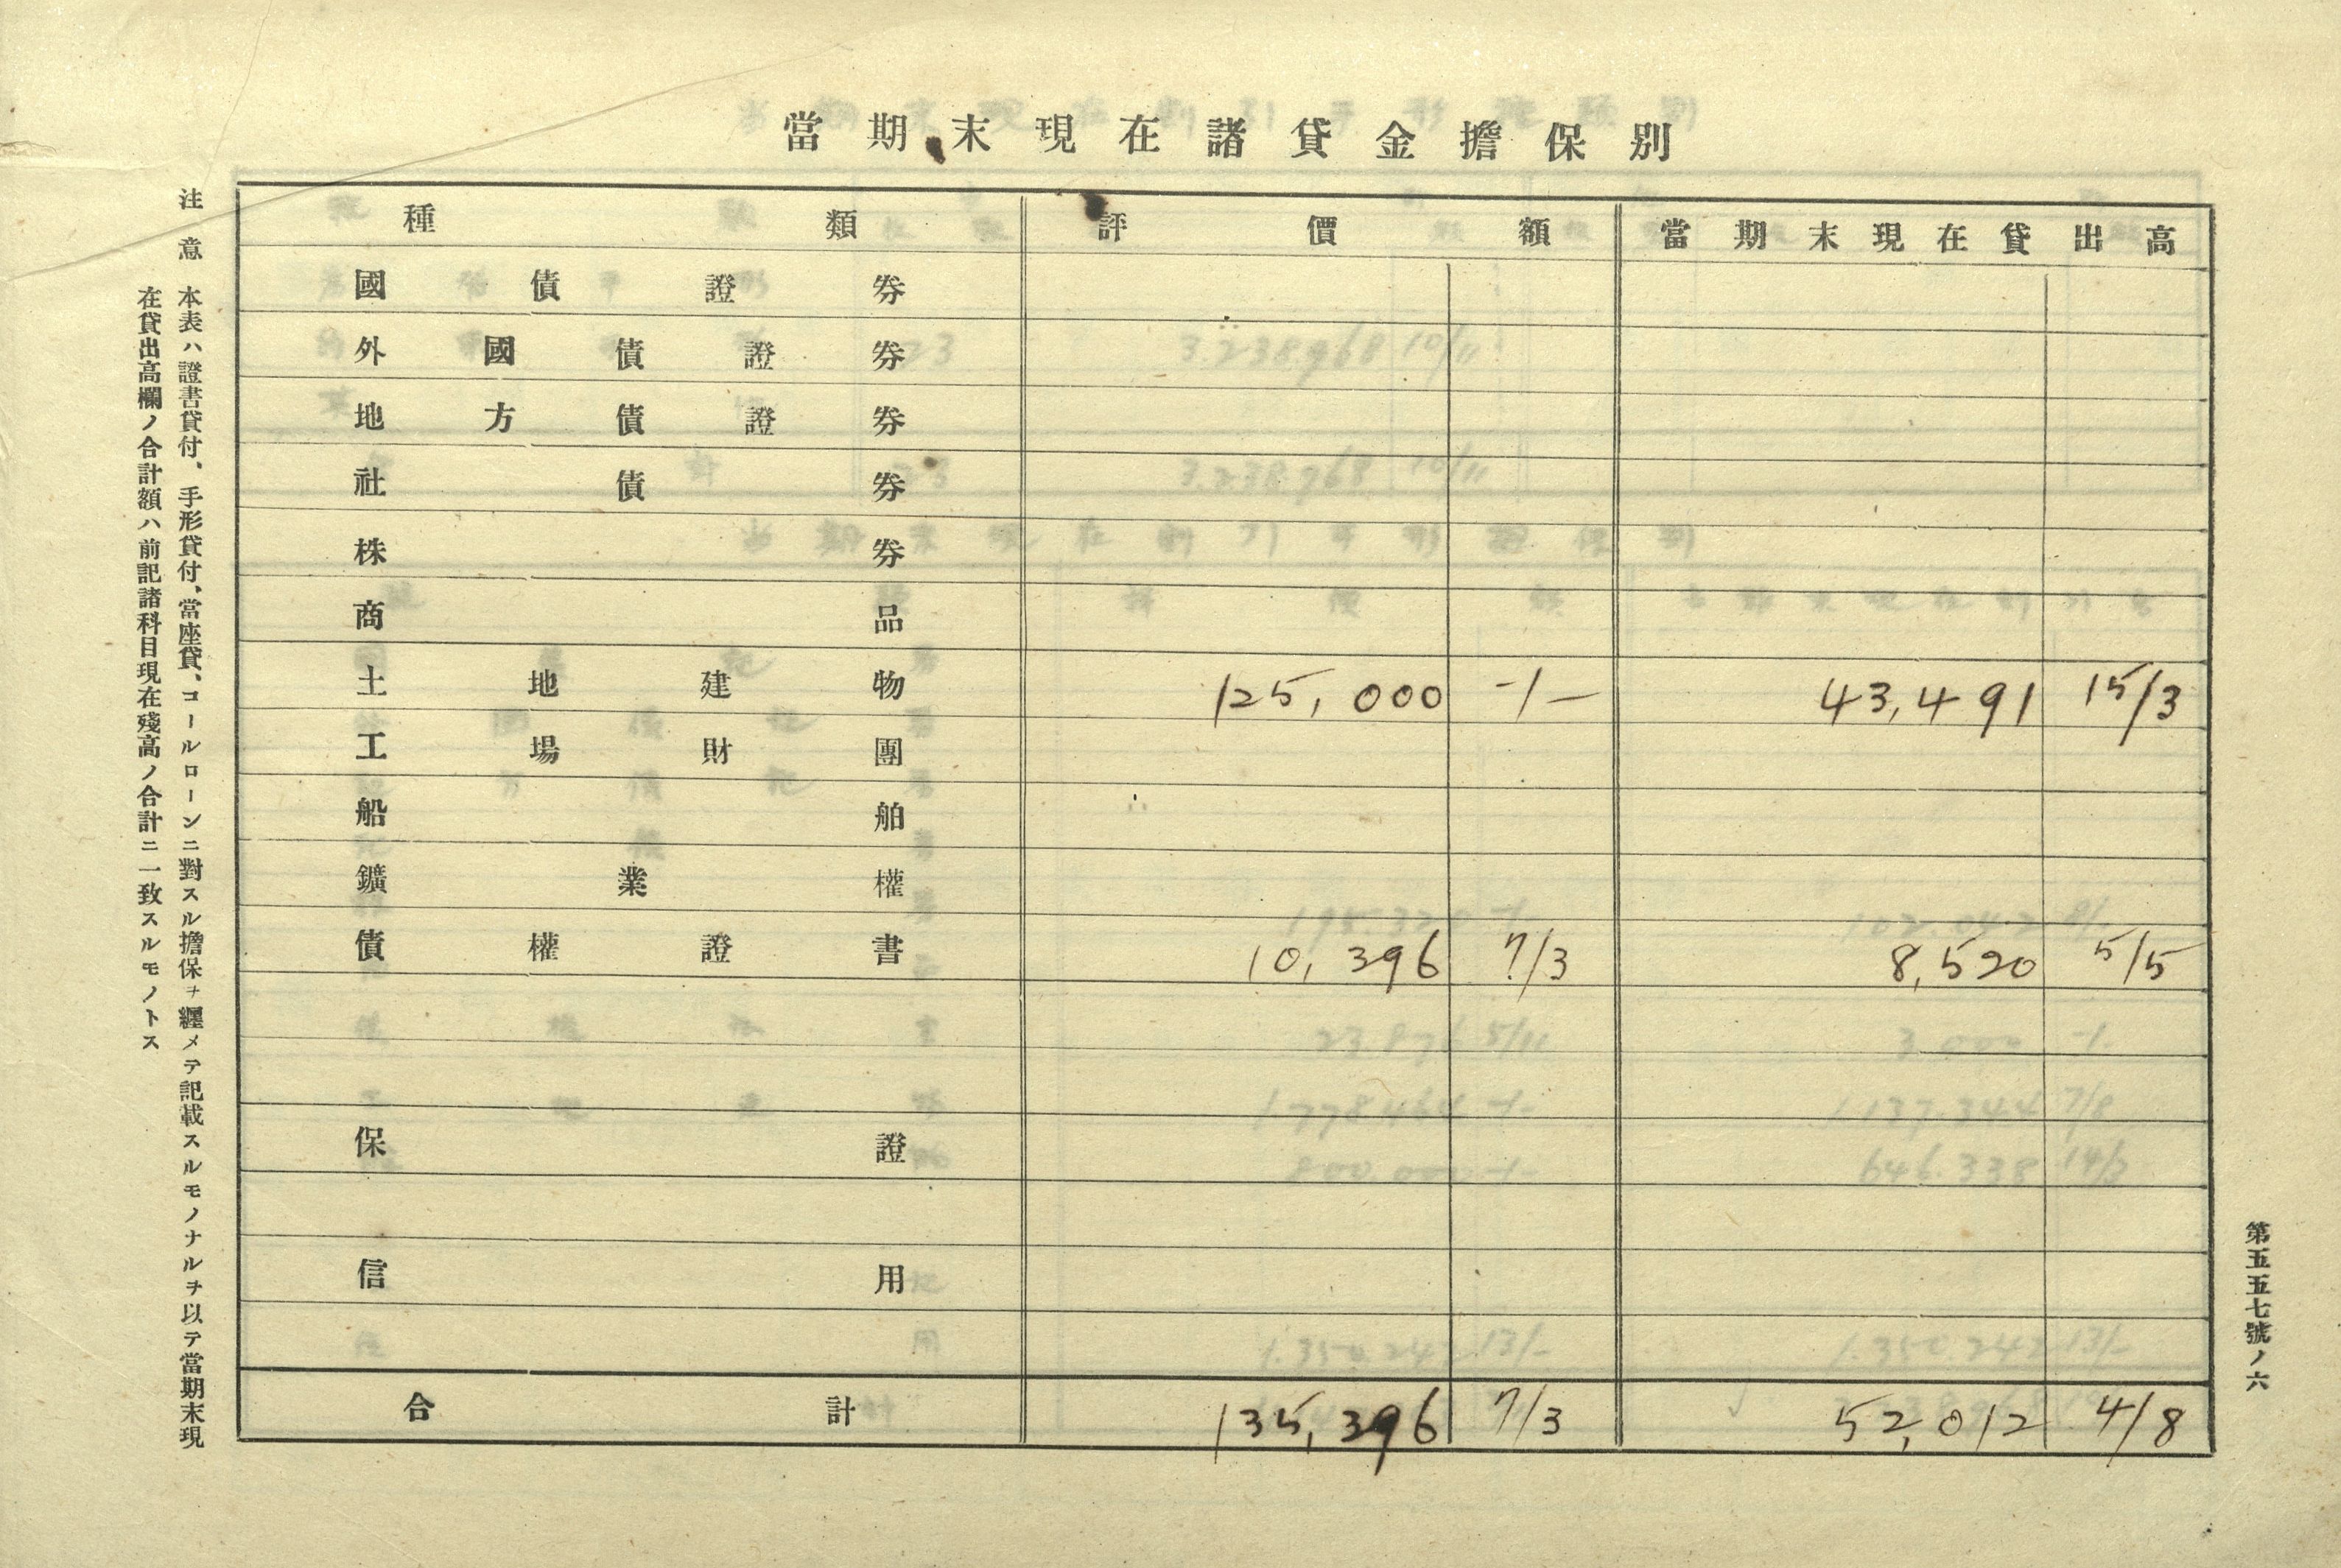 當期末現在諸貸金擔保別
種類 評價額 當期末現在貸出高
國債證券
外國債證券
地方債證券
社債券
株券
商品
土地建物 125,000 -/- 43,491 15/3
工場財團
船舶
鑛業權
債權證書 10,396 7/3 8,520 5/5
保證
信用
合計 135,396 7/3 52,012 4/8
注意 本表ハ證書貸付、手形貸付、當座貸、コールローンニ對スル擔保ヲ纒メテ記載スルモノナルヲ以テ當期末現
在貸出高欄ノ合計額ハ前記諸科目現在殘高ノ合計ニ一致スルモノトス
第五五七號ノ六